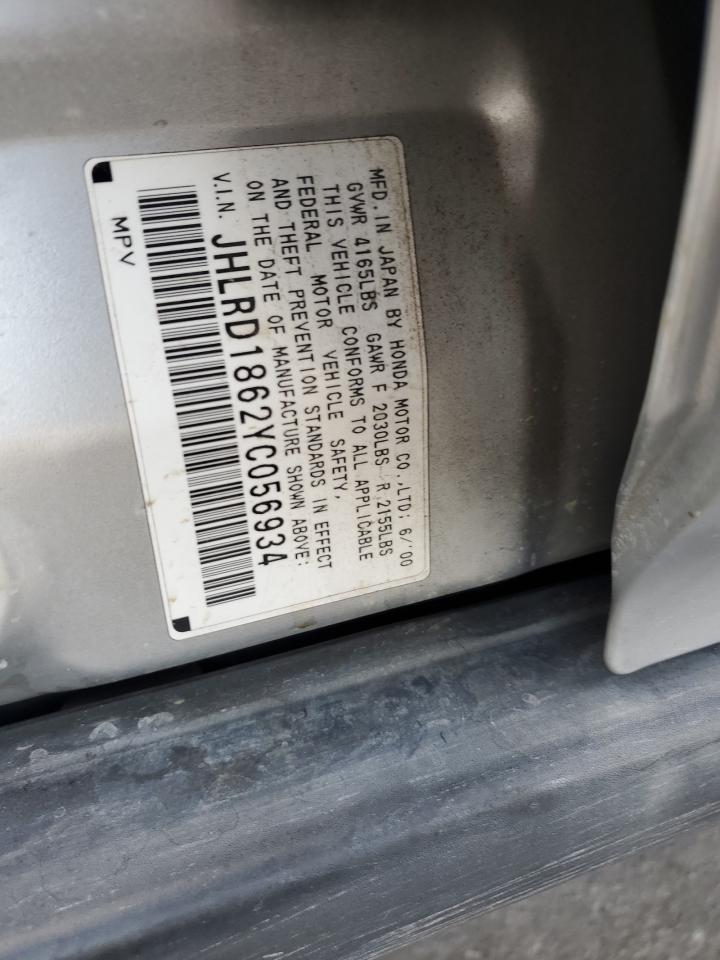 MFD. IN JAPAN BY HONDA MOTOR CO.,LTD; 6/'00
GVWR 4165LBS GAWR F 2030LBS R 2155LBS
THIS VEHICLE CONFORMS TO ALL APPLICABLE
FEDERAL MOTOR VEHICLE SAFETY,
AND THEFT PREVENTION STANDARDS IN EFFECT
ON THE DATE OF MANUFACTURE SHOWN ABOVE:
V.I.N. JHLRD1862YC056934
MPV